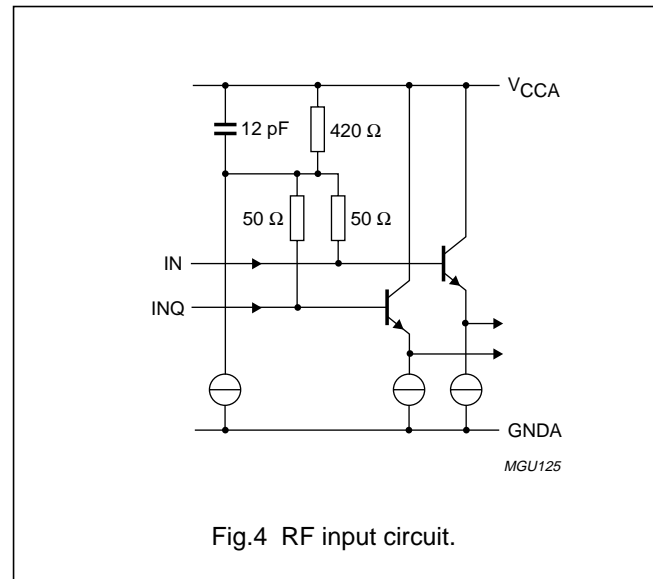 V_CCA
12 pF
420 Ω
50 Ω
50 Ω
IN
INQ
GNDA
MGU125
Fig.4 RF input circuit.